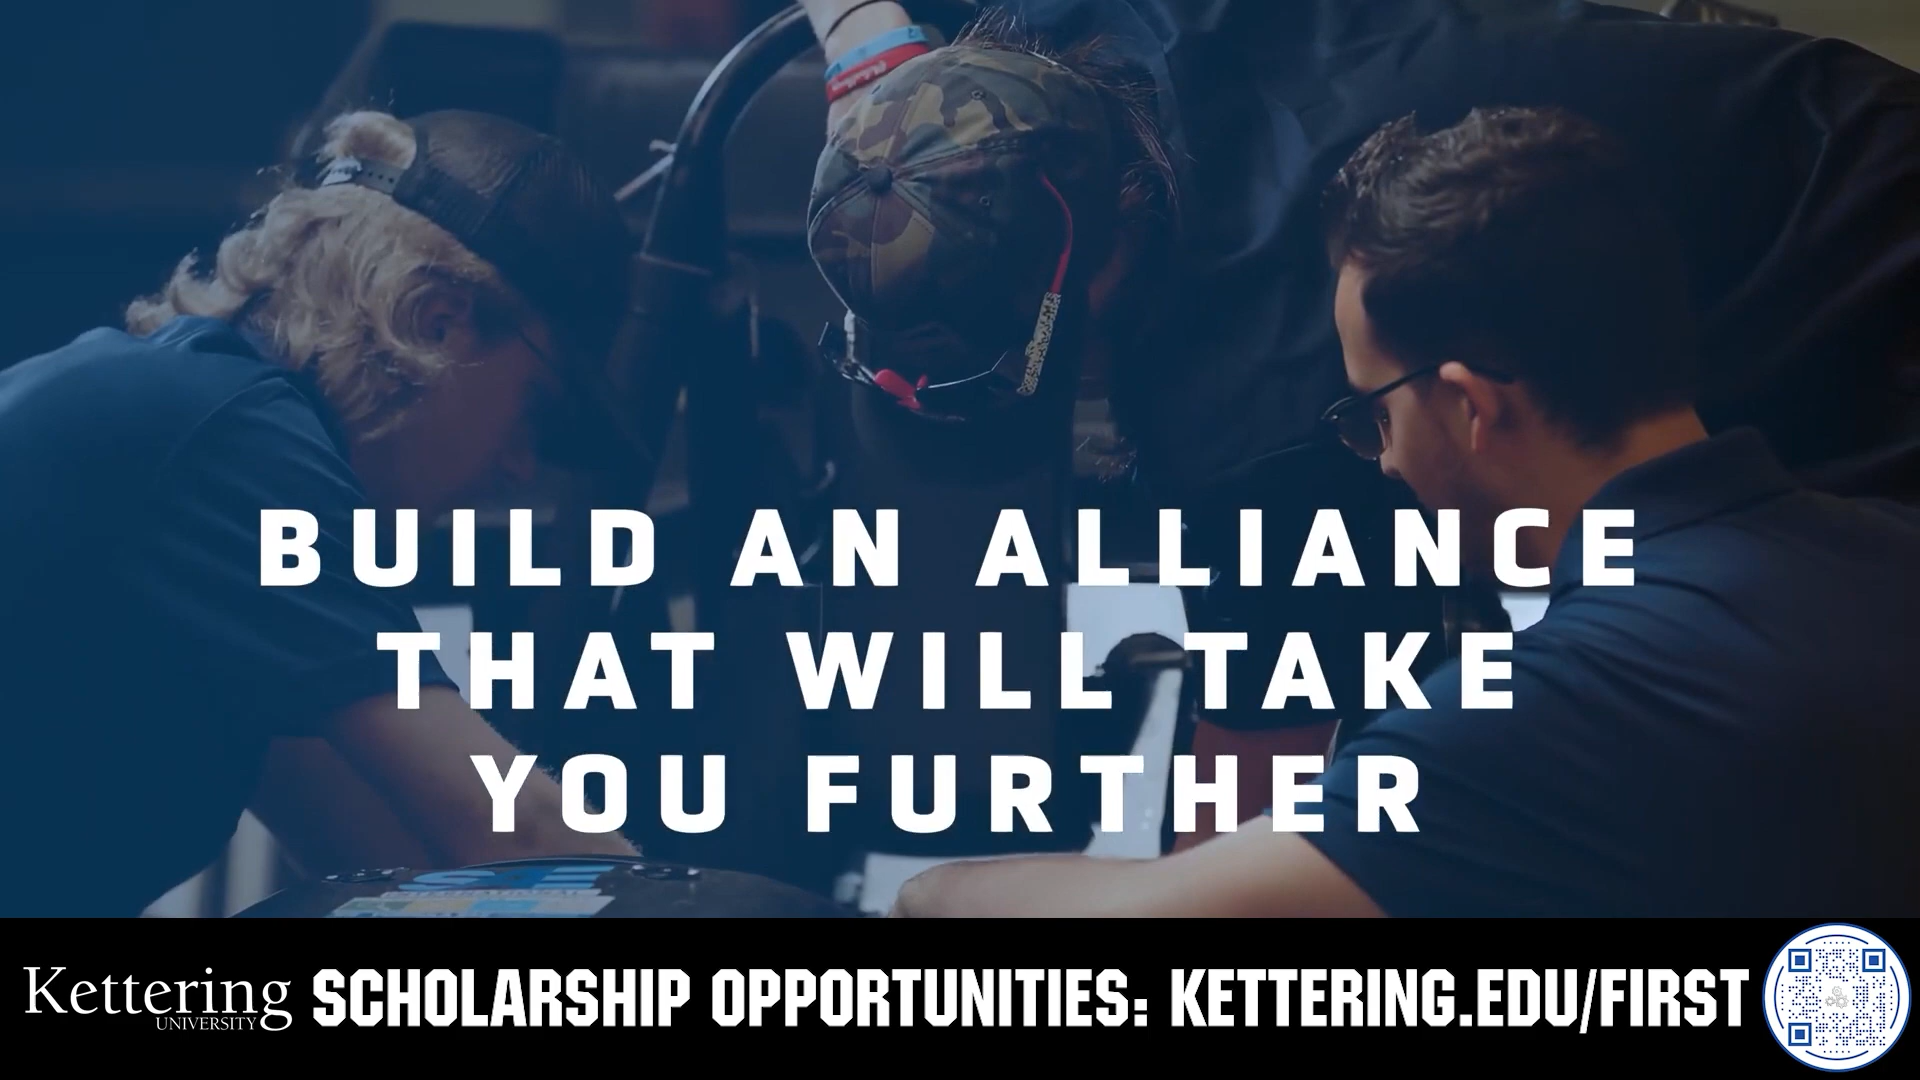 BUILD AN ALLIANCE
THAT WILL TAKE
YOU FURTHER
Kettering
UNIVERSITY
SCHOLARSHIP OPPORTUNITIES: KETTERING.EDU/FIRST